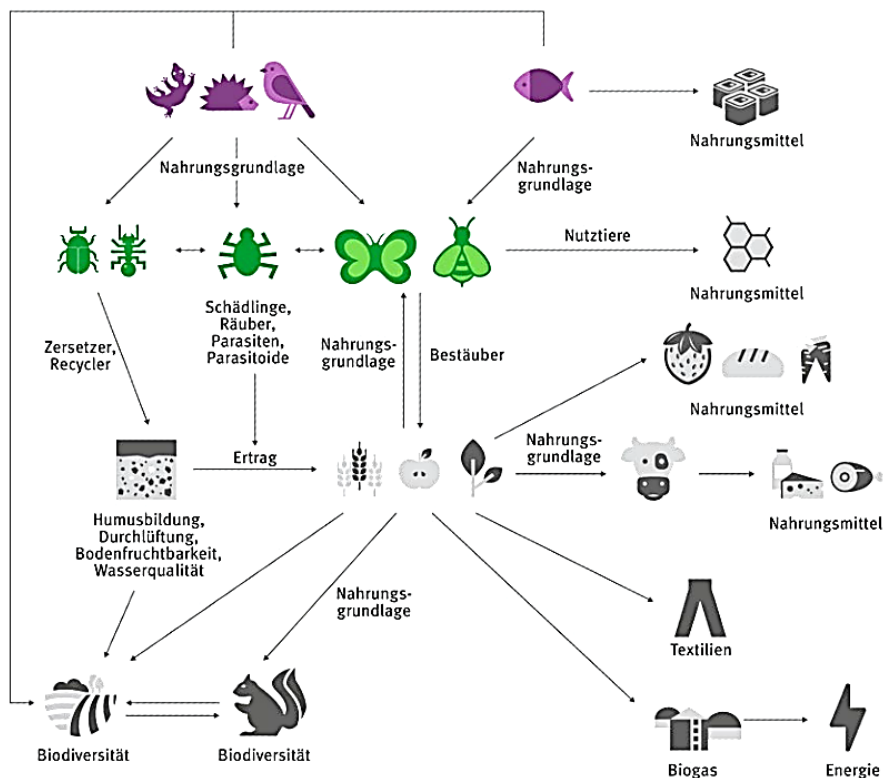 Nahrungsmittel
Nahrungsgrundlage
Nahrungs-
grundlage
Nutztiere
Nahrungsmittel
Schädlinge,
Räuber,
Parasiten,
Parasitoide
Zersetzer,
Recycler
Nahrungs-
grundlage
Bestäuber
Nahrungsmittel
Ertrag
Nahrungs-
grundlage
Nahrungsmittel
Humusbildung,
Durchlüftung,
Bodenfruchtbarkeit,
Wasserqualität
Nahrungs-
grundlage
Textilien
Biodiversität
Biodiversität
Biogas
Energie